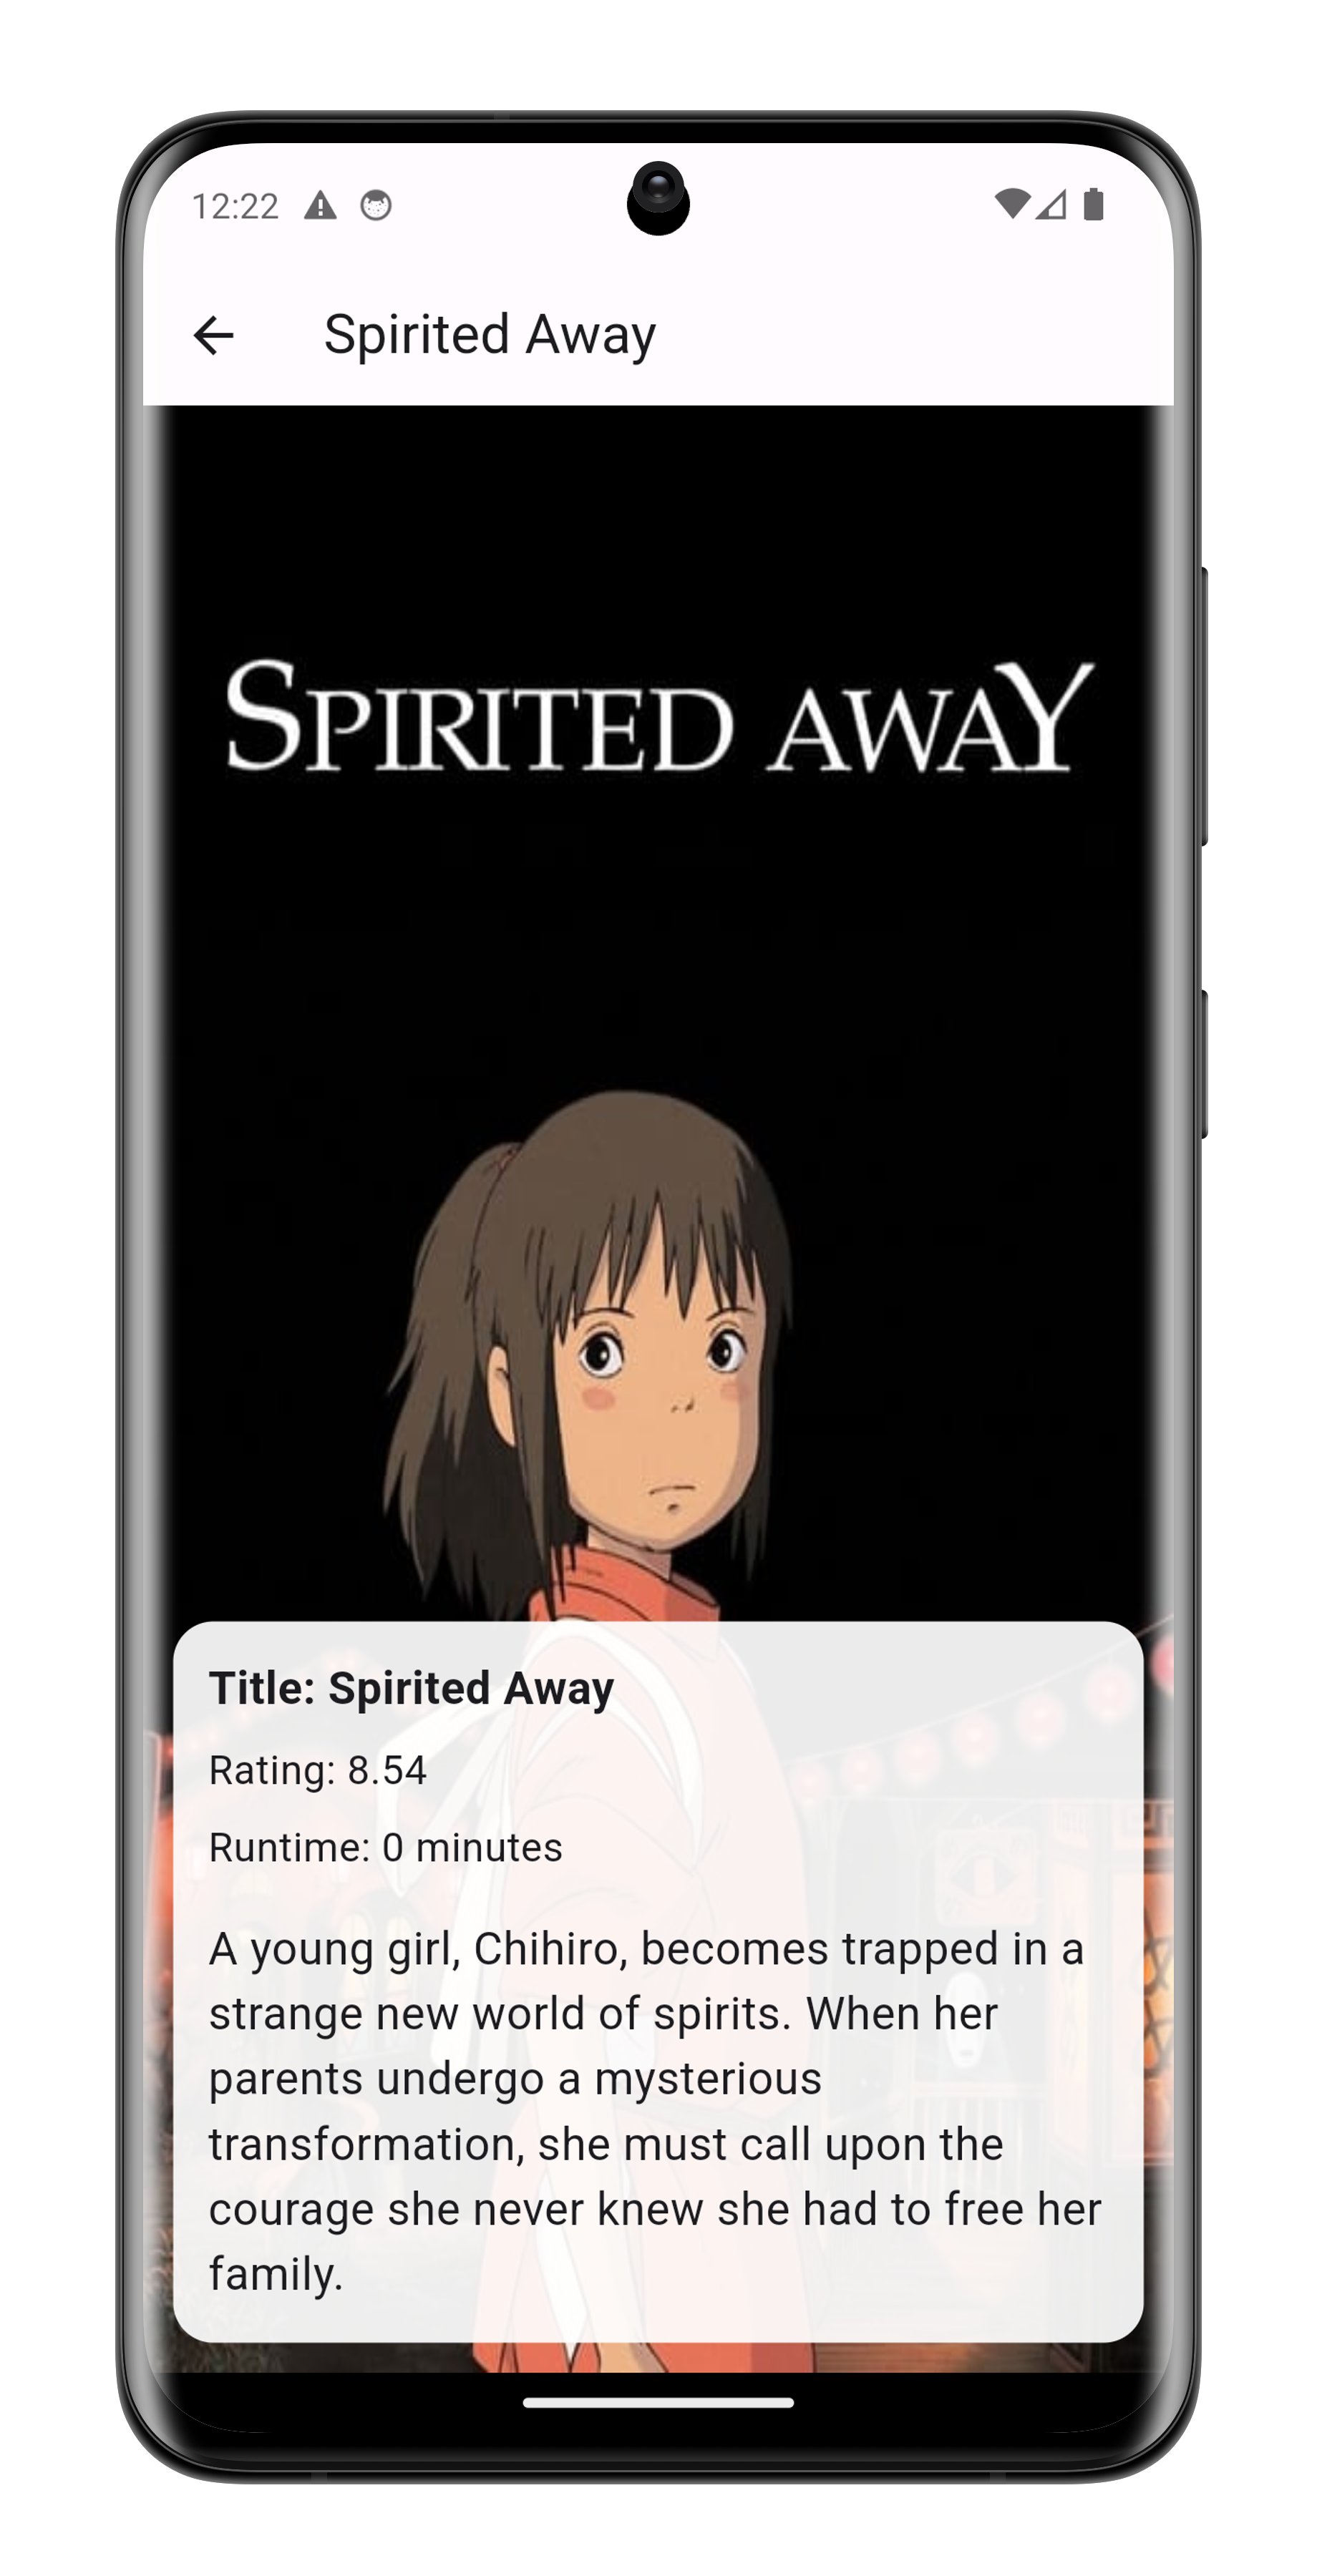 12:22
Spirited Away
SPIRITED AWAY
Title: Spirited Away
Rating: 8.54
Runtime: 0 minutes
A young girl, Chihiro, becomes trapped in a
strange new world of spirits. When her
parents undergo a mysterious
transformation, she must call upon the
courage she never knew she had to free her
family.